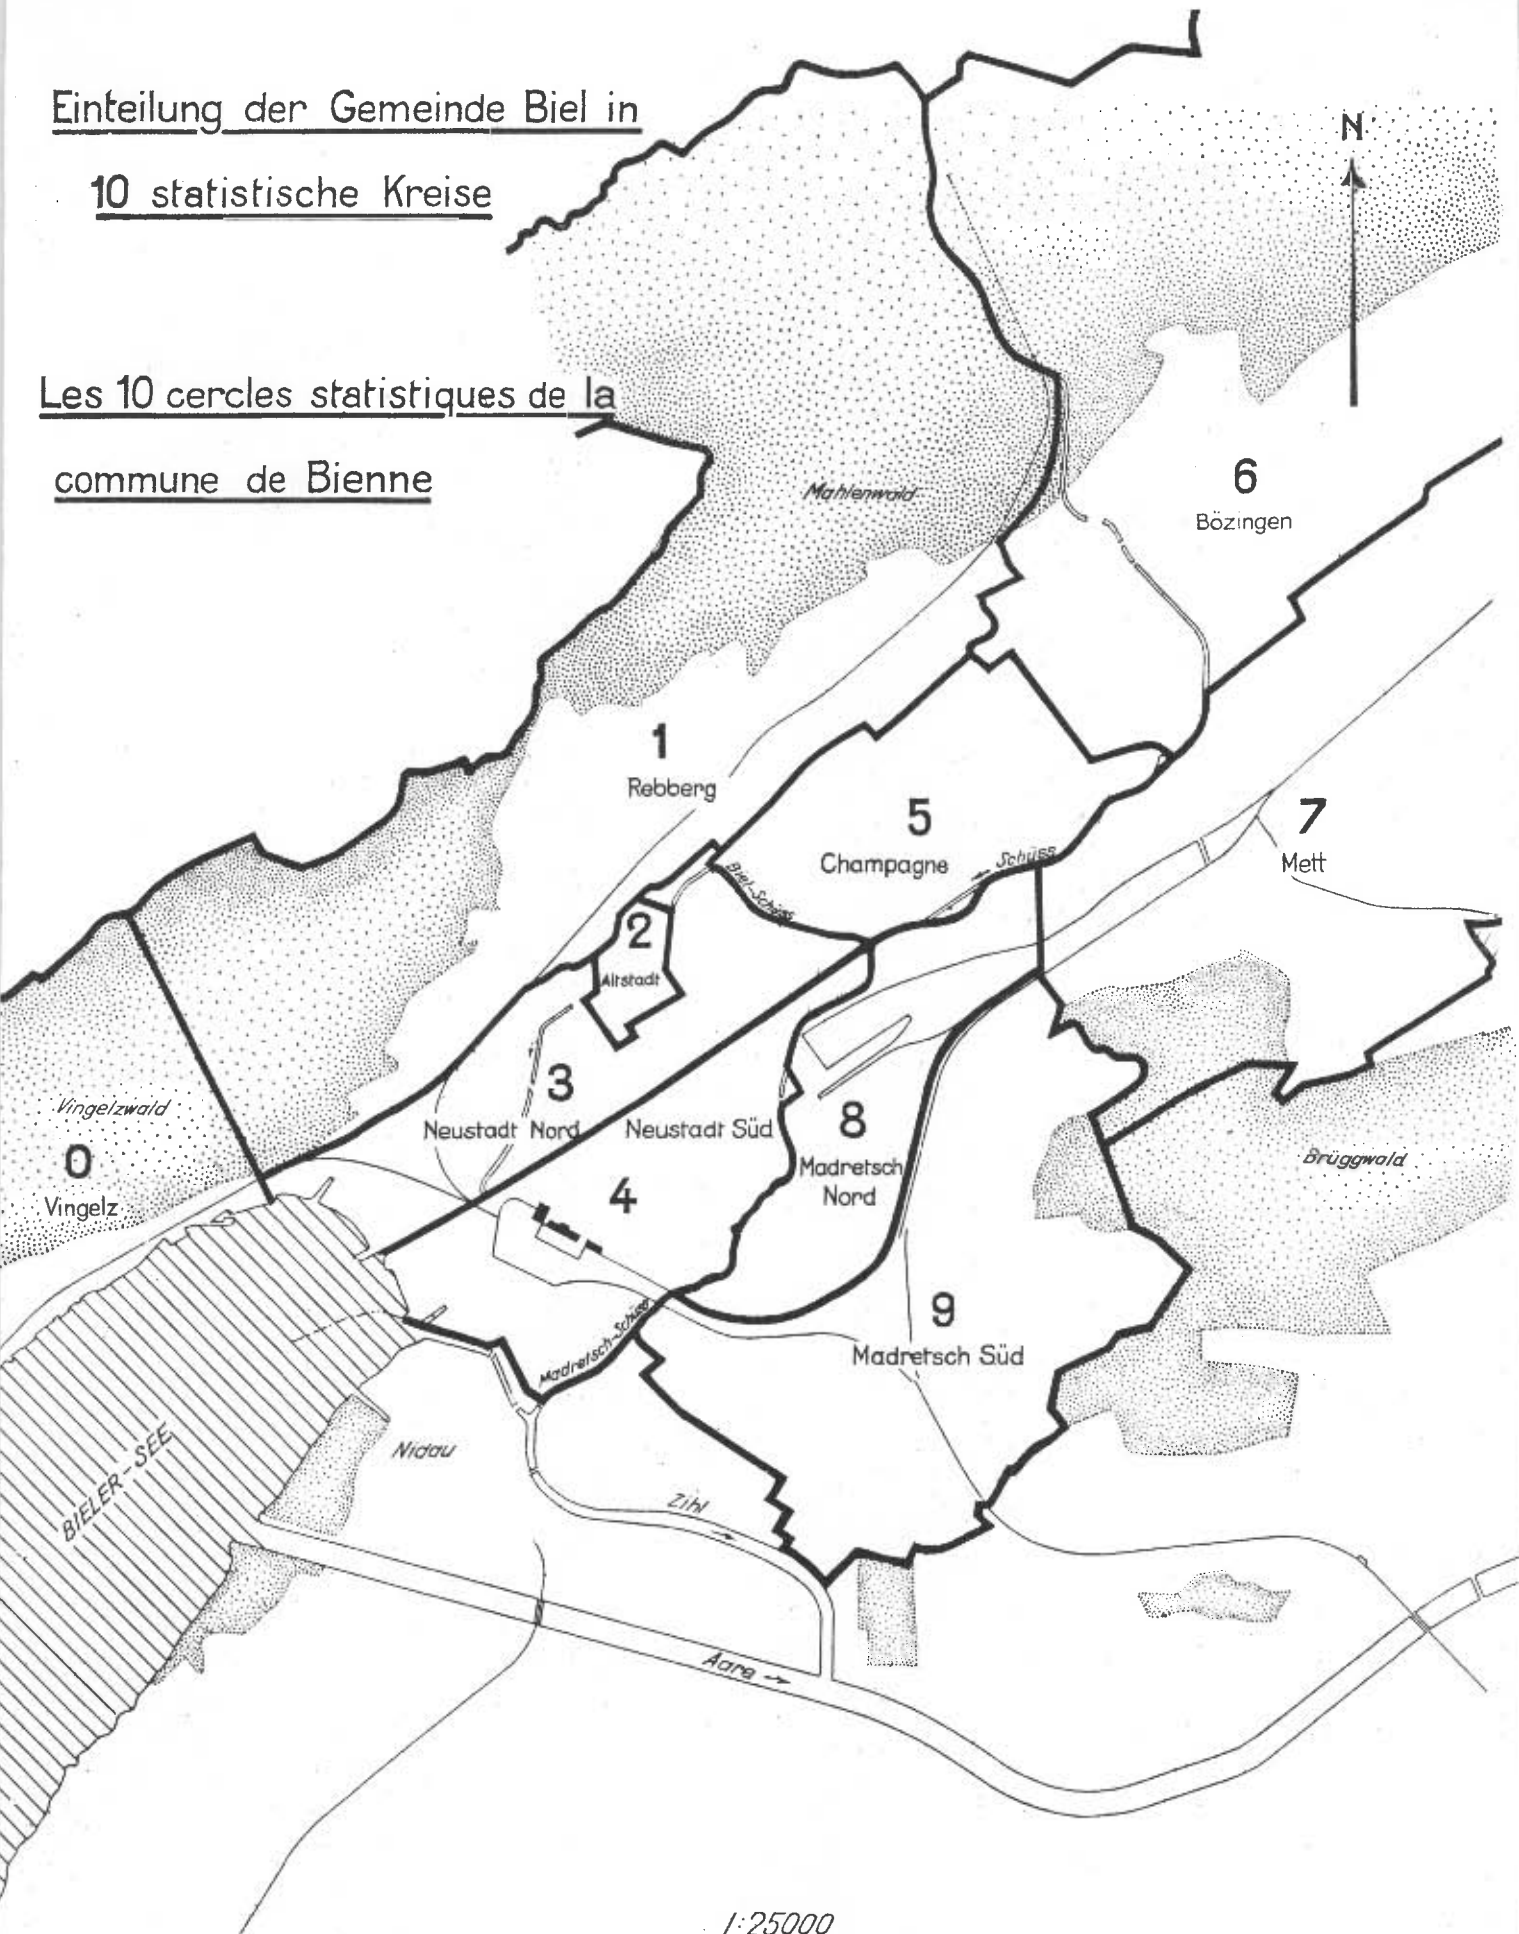 Einteilung der Gemeinde Biel in
10 statistische Kreise
N
Les 10 cercles statistiques de la
commune de Bienne
Mahlenwald
6
Bözingen
1
Rebberg
5
Champagne
7
Mett
Schüss
Biel-Schüss
2
Altstadt
3
Neustadt Nord
Neustadt Süd
4
8
Madretsch
Nord
Vingelzwald
0
Vingelz
Brüggwald
9
Madretsch Süd
Madretsch-Schüss
Nidau
BIELER-SEE
Zihl
Aare
1:25000